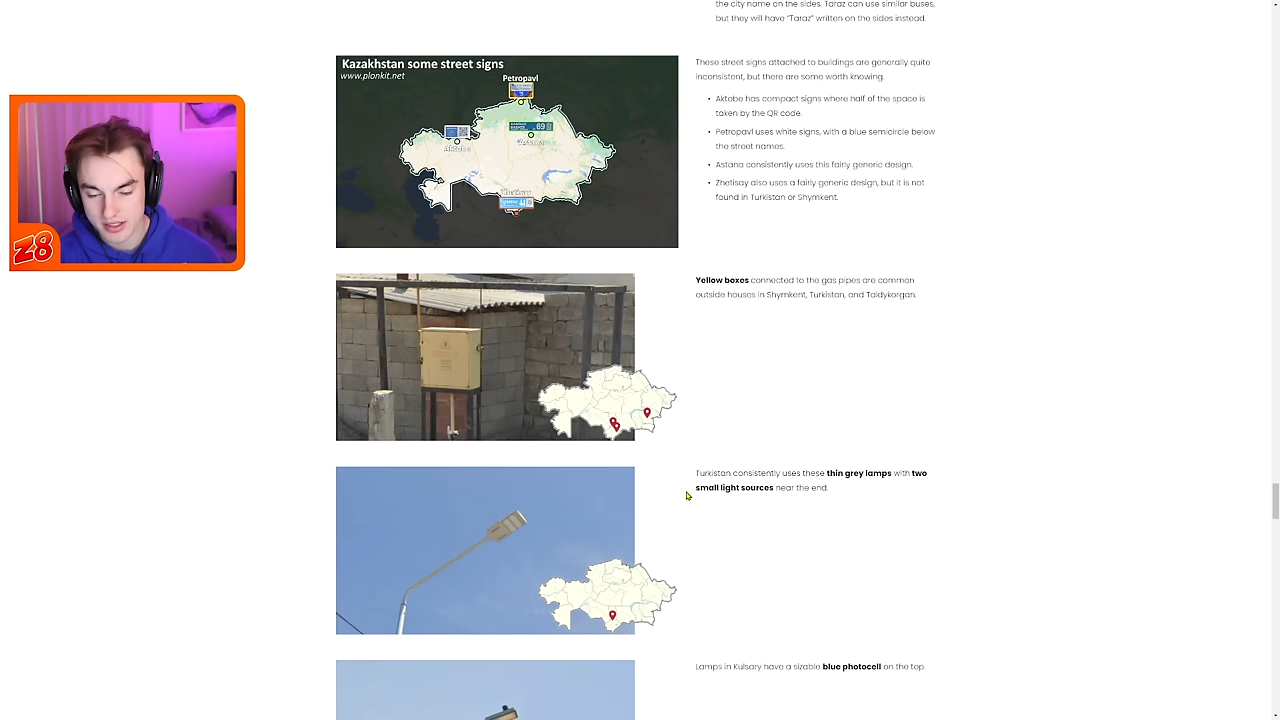 the city name on the sides. Taraz can use similar buses,
but they will have "Taraz" written on the sides instead.
Kazakhstan some street signs
www.plonkit.net
Petropavl
69
Aktobe
Astana
44
These street signs attached to buildings are generally quite
inconsistent, but there are some worth knowing.
• Aktobe has compact signs where half of the space is
taken by the QR code.
• Petropavl uses white signs, with a blue semicircle below
the street names.
• Astana consistently uses this fairly generic design.
• Zhetisay also uses a fairly generic design, but it is not
found in Turkistan or Shymkent.
Z8
Yellow boxes connected to the gas pipes are common
outside houses in Shymkent, Turkistan, and Taldykorgan.
Turkistan consistently uses these thin grey lamps with two
small light sources near the end.
Lamps in Kulsary have a sizable blue photocell on the top.